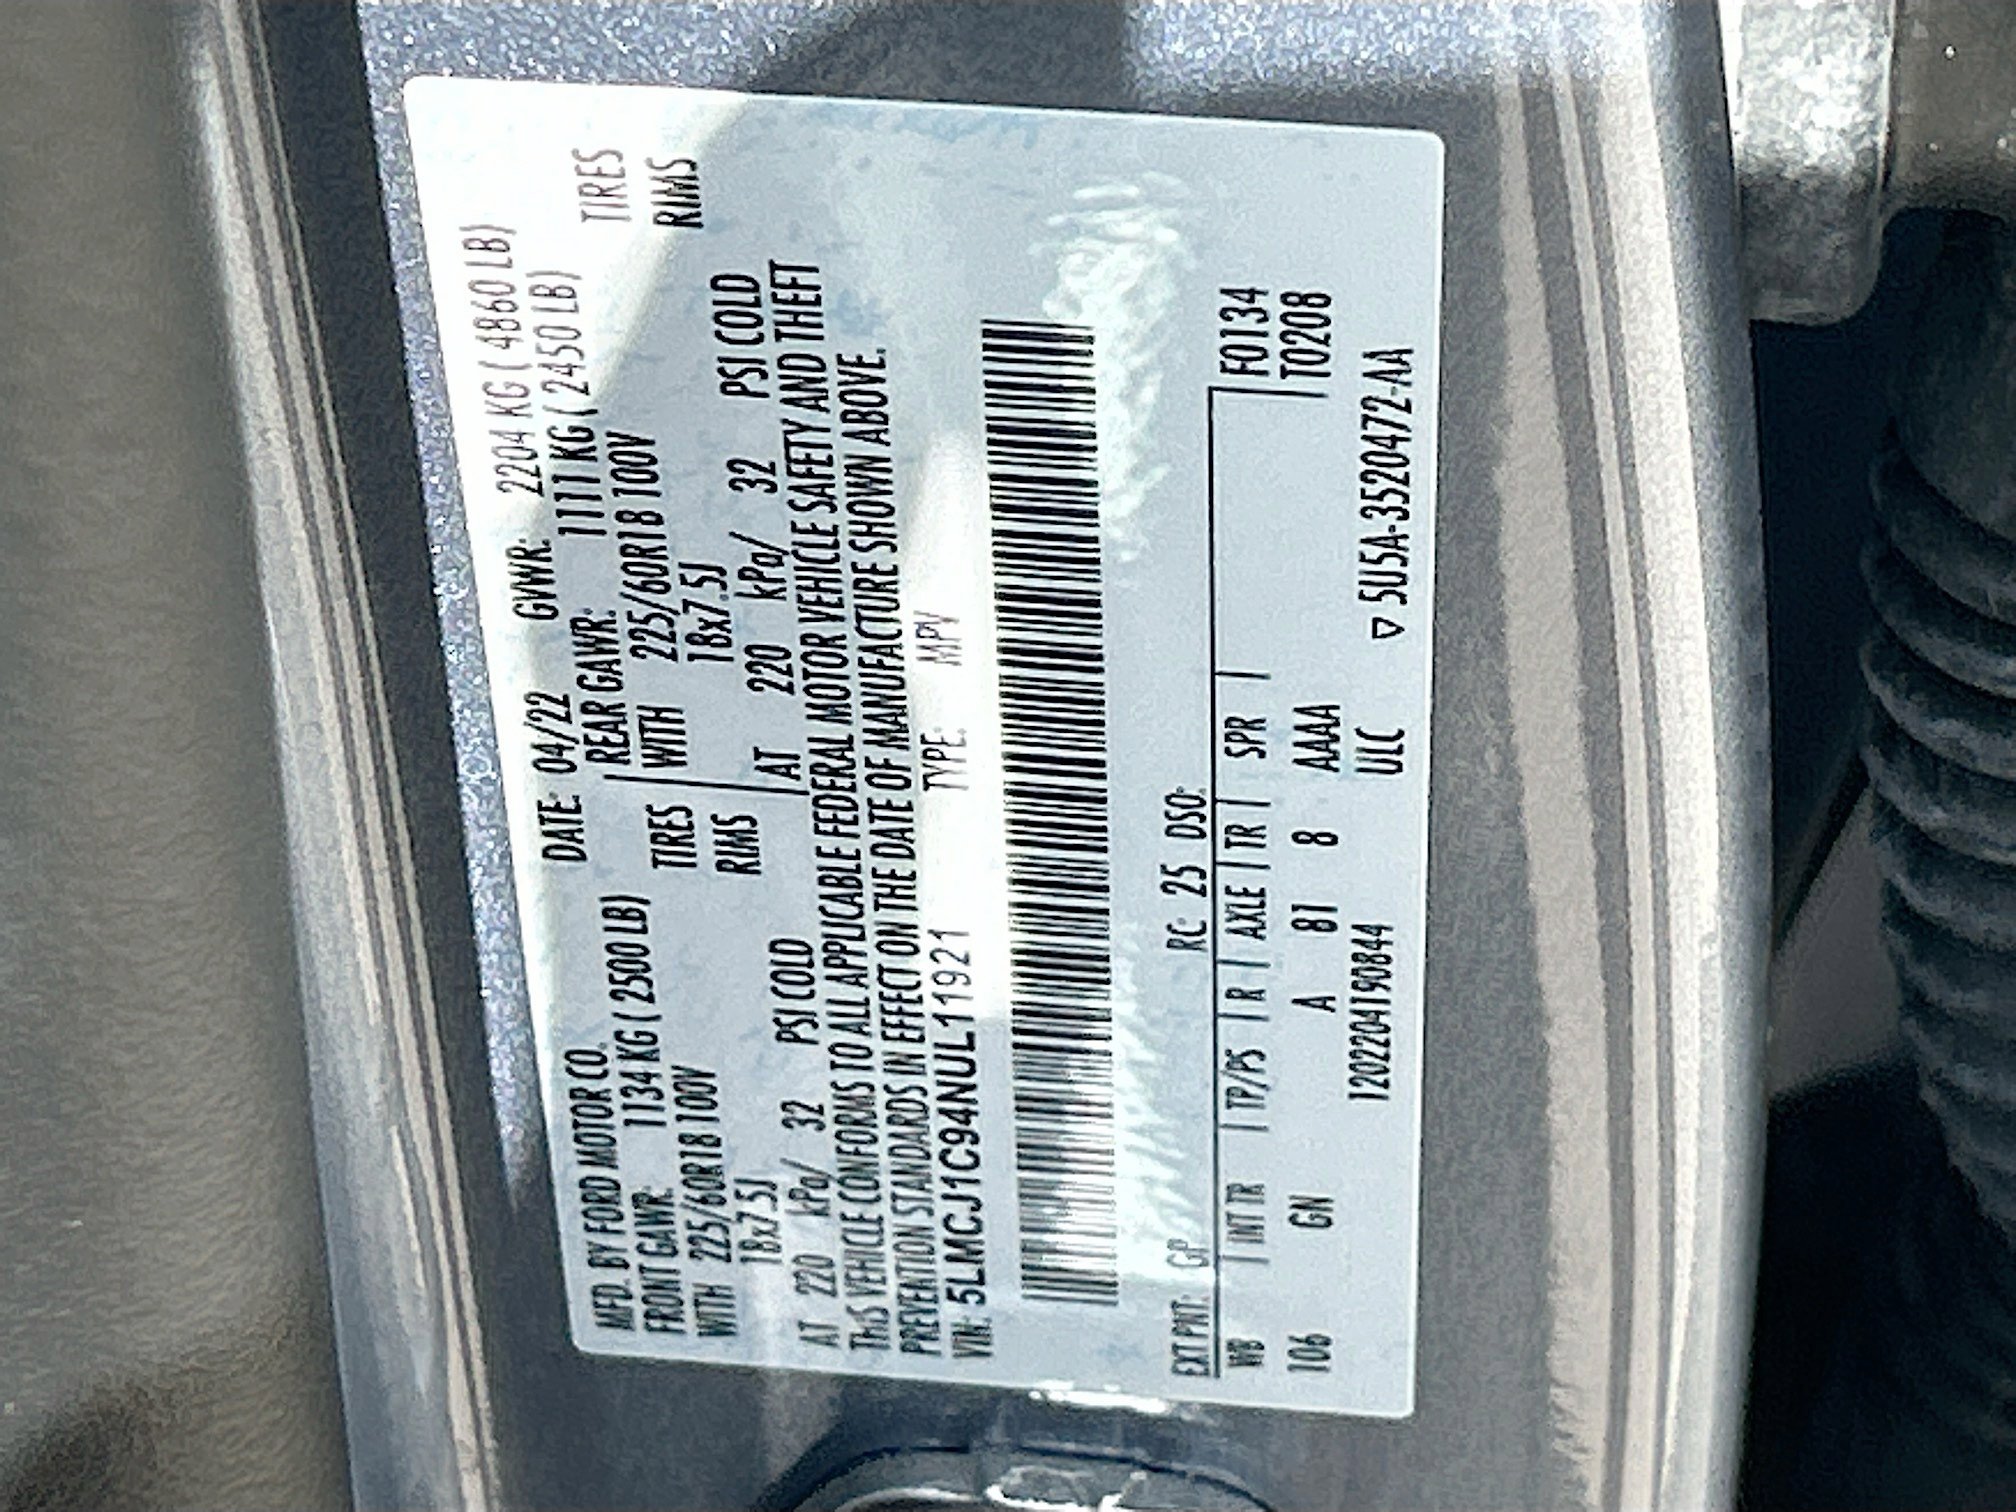 MFD. BY FORD MOTOR CO. DATE: 04/22 GVWR: 2204 KG ( 4860 LB)
FRONT GAWR: 1134 KG ( 2500 LB) REAR GAWR: 1111 KG ( 2450 LB)
WITH 225/60R18 100V TIRES WITH 225/60R18 100V TIRES
18x7.5J RIMS 18x7.5J RIMS
AT 220 kPa/ 32 PSI COLD AT 220 kPa/ 32 PSI COLD
THIS VEHICLE CONFORMS TO ALL APPLICABLE FEDERAL MOTOR VEHICLE SAFETY AND THEFT
PREVENTION STANDARDS IN EFFECT ON THE DATE OF MANUFACTURE SHOWN ABOVE.
VIN: 5LMCJ1C94NUL11921 TYPE: MPV
EXT PNT: GP RC: 25 DSO:
WB INT TR TP/PS R AXLE TR SPR F0134
106 GN A 81 8 AAAA T0208
1202204190844 ULC ▽ 5U5A-3520472-AA